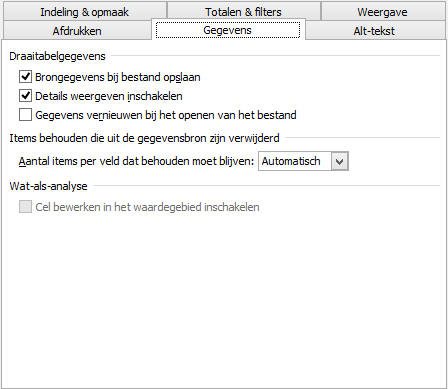 Indeling & opmaak Totalen & filters Weergave
Afdrukken Gegevens Alt-tekst
Draaitabelgegevens
Brongegevens bij bestand opslaan
Details weergeven inschakelen
Gegevens vernieuwen bij het openen van het bestand
Items behouden die uit de gegevensbron zijn verwijderd
Aantal items per veld dat behouden moet blijven: Automatisch
Wat-als-analyse
Cel bewerken in het waardegebied inschakelen